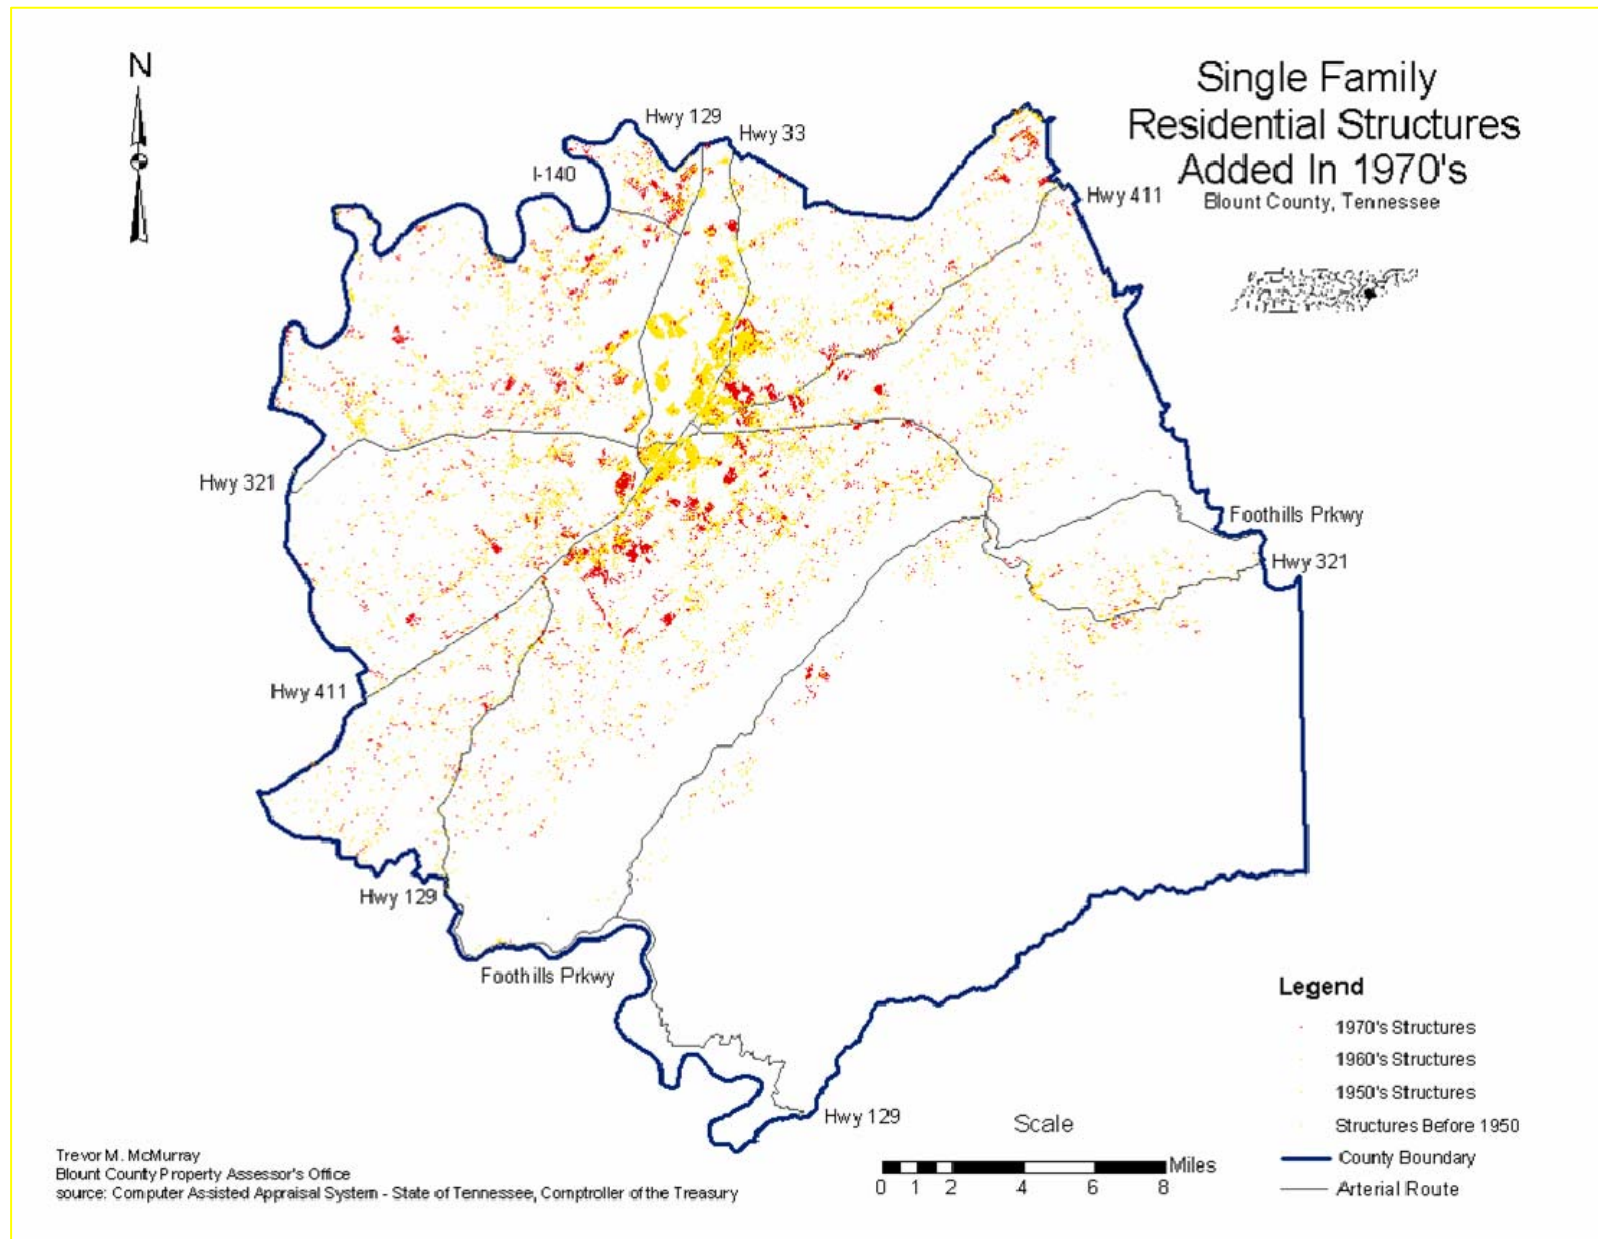 N
Single Family
Residential Structures
Added In 1970's
Blount County, Tennessee
Hwy 129
Hwy 33
I-140
Hwy 411
Hwy 321
Foothills Prkwy
Hwy 321
Hwy 411
Hwy 129
Foothills Prkwy
Hwy 129
Legend
1970's Structures
1960's Structures
1950's Structures
Structures Before 1950
County Boundary
Arterial Route
Scale
Miles
0 1 2 4 6 8
Trevor M. McMurray
Blount County Property Assessor's Office
source: Computer Assisted Appraisal System - State of Tennessee, Comptroller of the Treasury